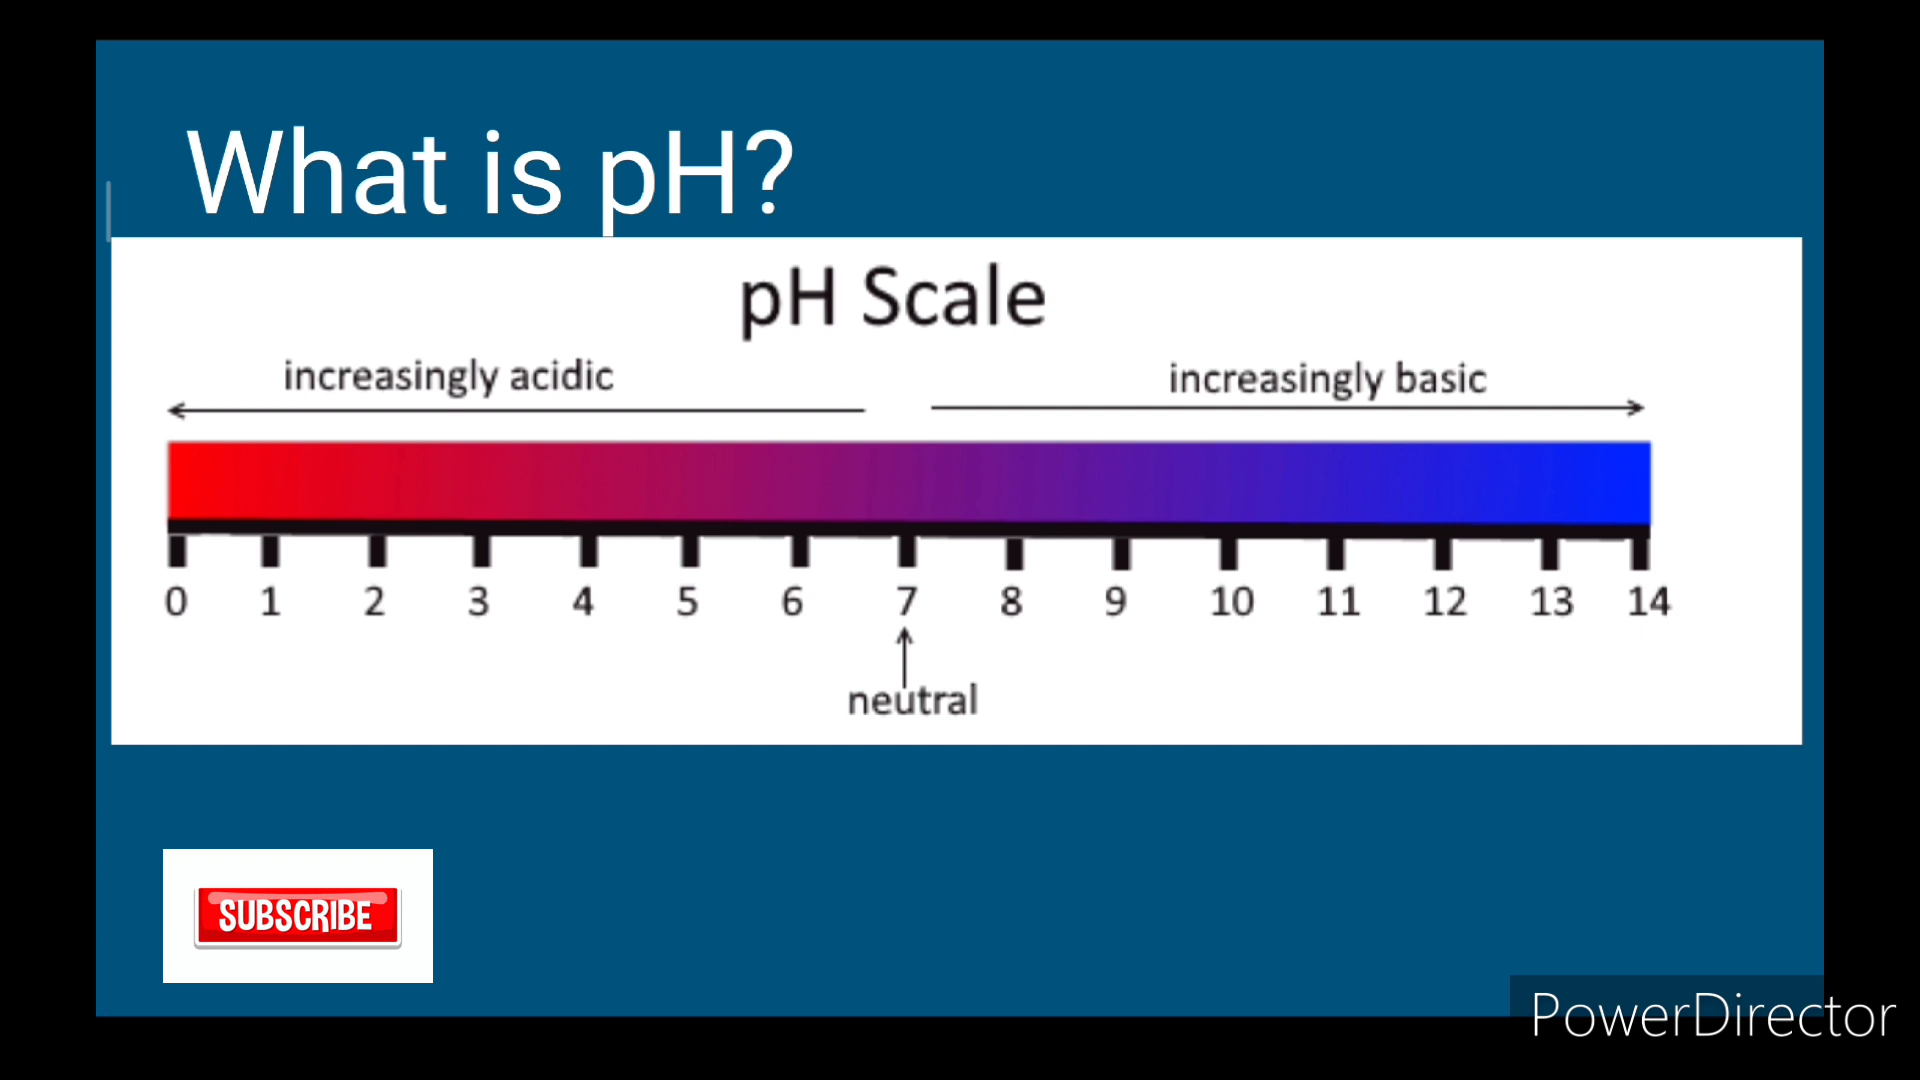 What is pH?
pH Scale
increasingly acidic
increasingly basic
0 1 2 3 4 5 6 7 8 9 10 11 12 13 14
neutral
SUBSCRIBE
PowerDirector